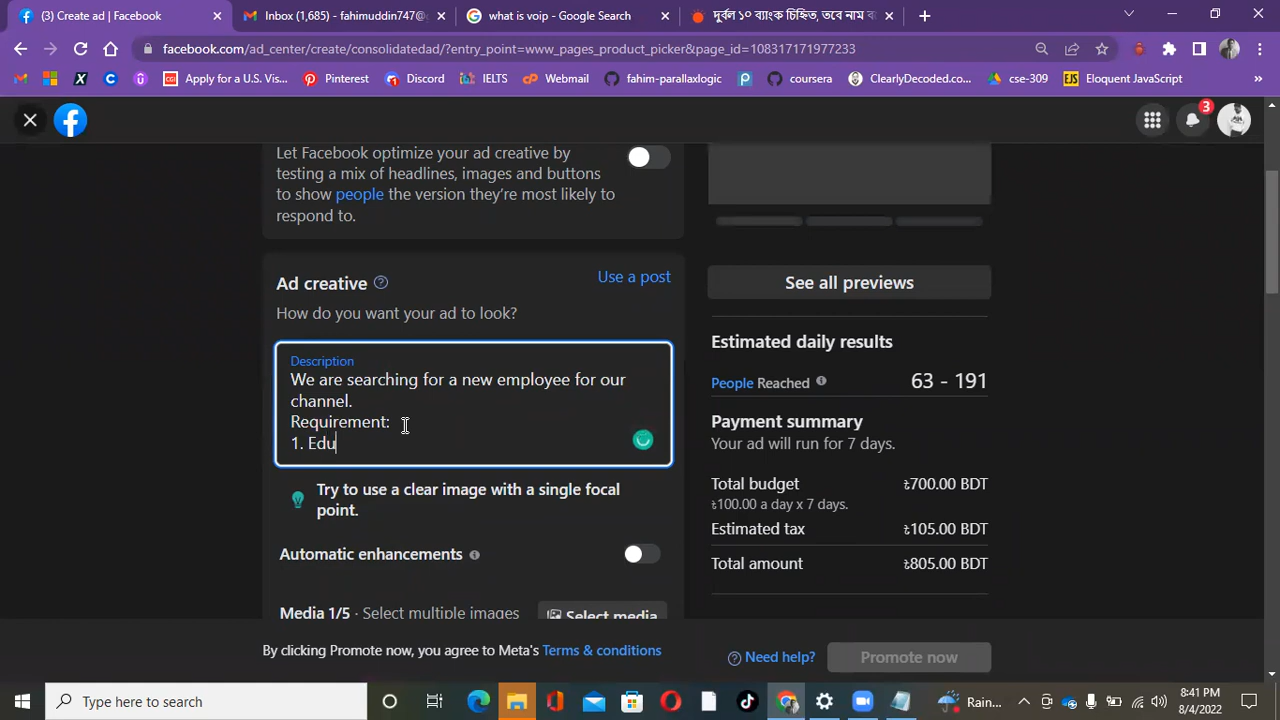 (3) Create ad | Facebook
Inbox (1,685) - fahimuddin747@g
what is voip - Google Search
দুর্বল ১০ ব্যাংক চিহ্নিত, তবে নাম ব
facebook.com/ad_center/create/consolidatedad/?entry_point=www_pages_product_picker&page_id=108317171977233
Apply for a U.S. Vis...
Pinterest
Discord
IELTS
Webmail
fahim-parallaxlogic
coursera
ClearlyDecoded.co...
cse-309
Eloquent JavaScript
»
3
Let Facebook optimize your ad creative by
testing a mix of headlines, images and buttons
to show people the version they're most likely to
respond to.
Ad creative
Use a post
How do you want your ad to look?
Description
We are searching for a new employee for our
channel.
Requirement:
1. Edu
Try to use a clear image with a single focal
point.
Automatic enhancements
Media 1/5 · Select multiple images
Select media
See all previews
Estimated daily results
People Reached
63 - 191
Payment summary
Your ad will run for 7 days.
Total budget
৳700.00 BDT
৳100.00 a day x 7 days.
Estimated tax
৳105.00 BDT
Total amount
৳805.00 BDT
By clicking Promote now, you agree to Meta's Terms & conditions
Need help?
Promote now
Type here to search
Rain...
8:41 PM
8/4/2022